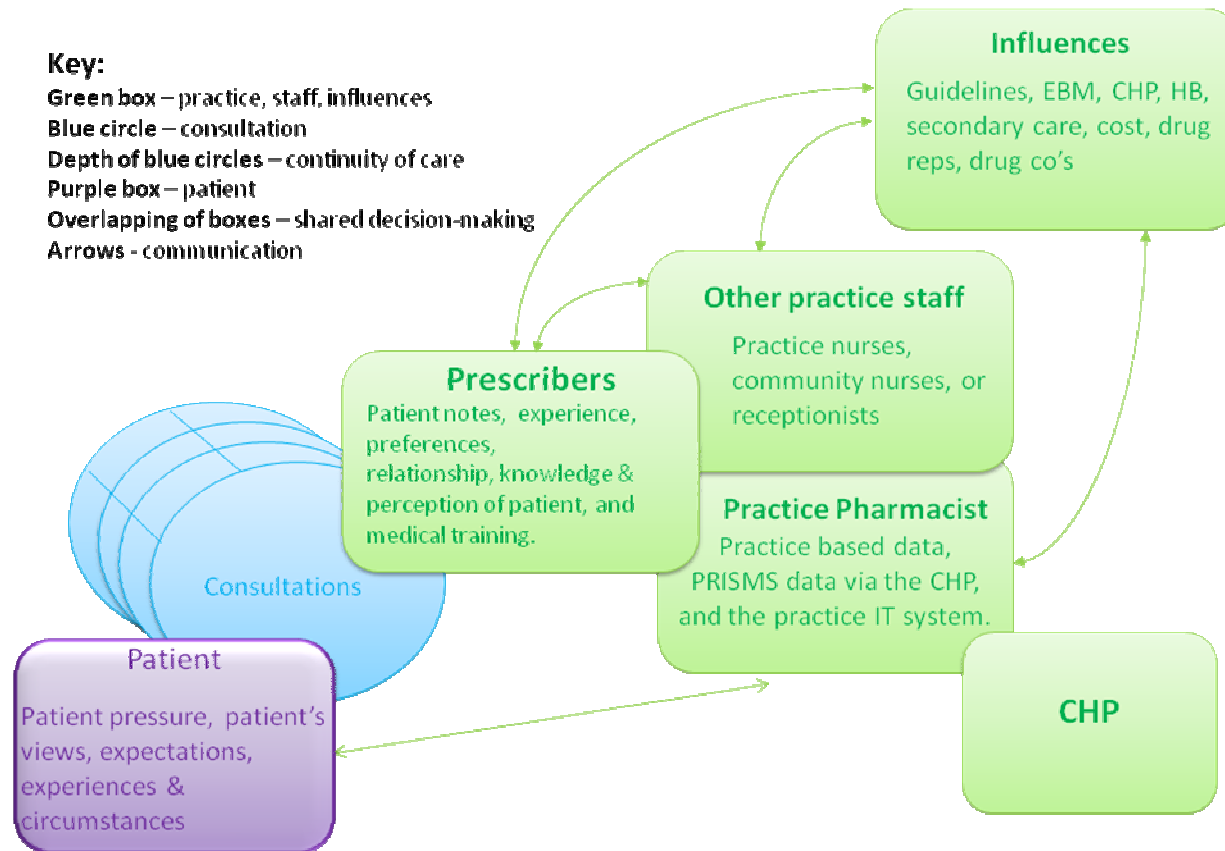 Key:
Green box – practice, staff, influences
Blue circle – consultation
Depth of blue circles – continuity of care
Purple box – patient
Overlapping of boxes – shared decision-making
Arrows - communication
Influences
Guidelines, EBM, CHP, HB,
secondary care, cost, drug
reps, drug co's
Other practice staff
Practice nurses,
community nurses, or
receptionists
Prescribers
Patient notes, experience,
preferences,
relationship, knowledge &
perception of patient, and
medical training.
Practice Pharmacist
Practice based data,
PRISMS data via the CHP,
and the practice IT system.
Consultations
Patient
Patient pressure, patient's
views, expectations,
experiences &
circumstances
CHP